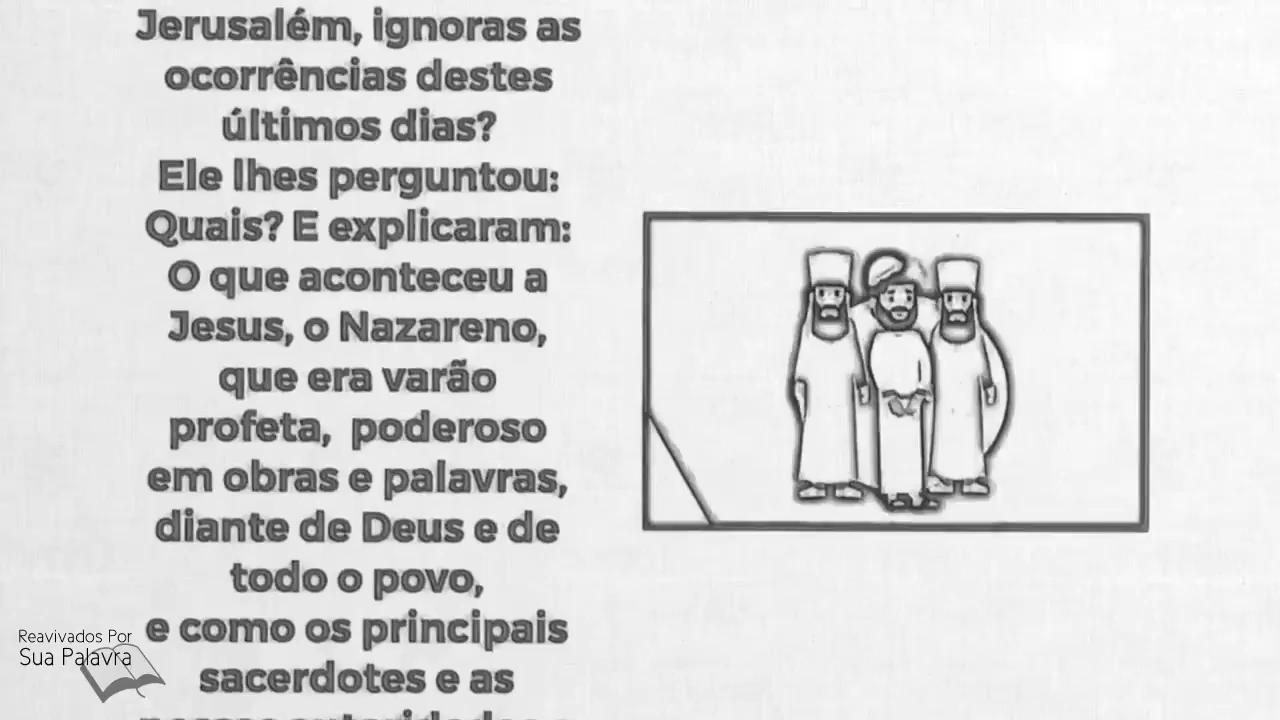 Jerusalém, ignoras as
ocorrências destes
últimos dias?
Ele lhes perguntou:
Quais? E explicaram:
O que aconteceu a
Jesus, o Nazareno,
que era varão
profeta, poderoso
em obras e palavras,
diante de Deus e de
todo o povo,
e como os principais
sacerdotes e as
Reavivados Por
Sua Palavra